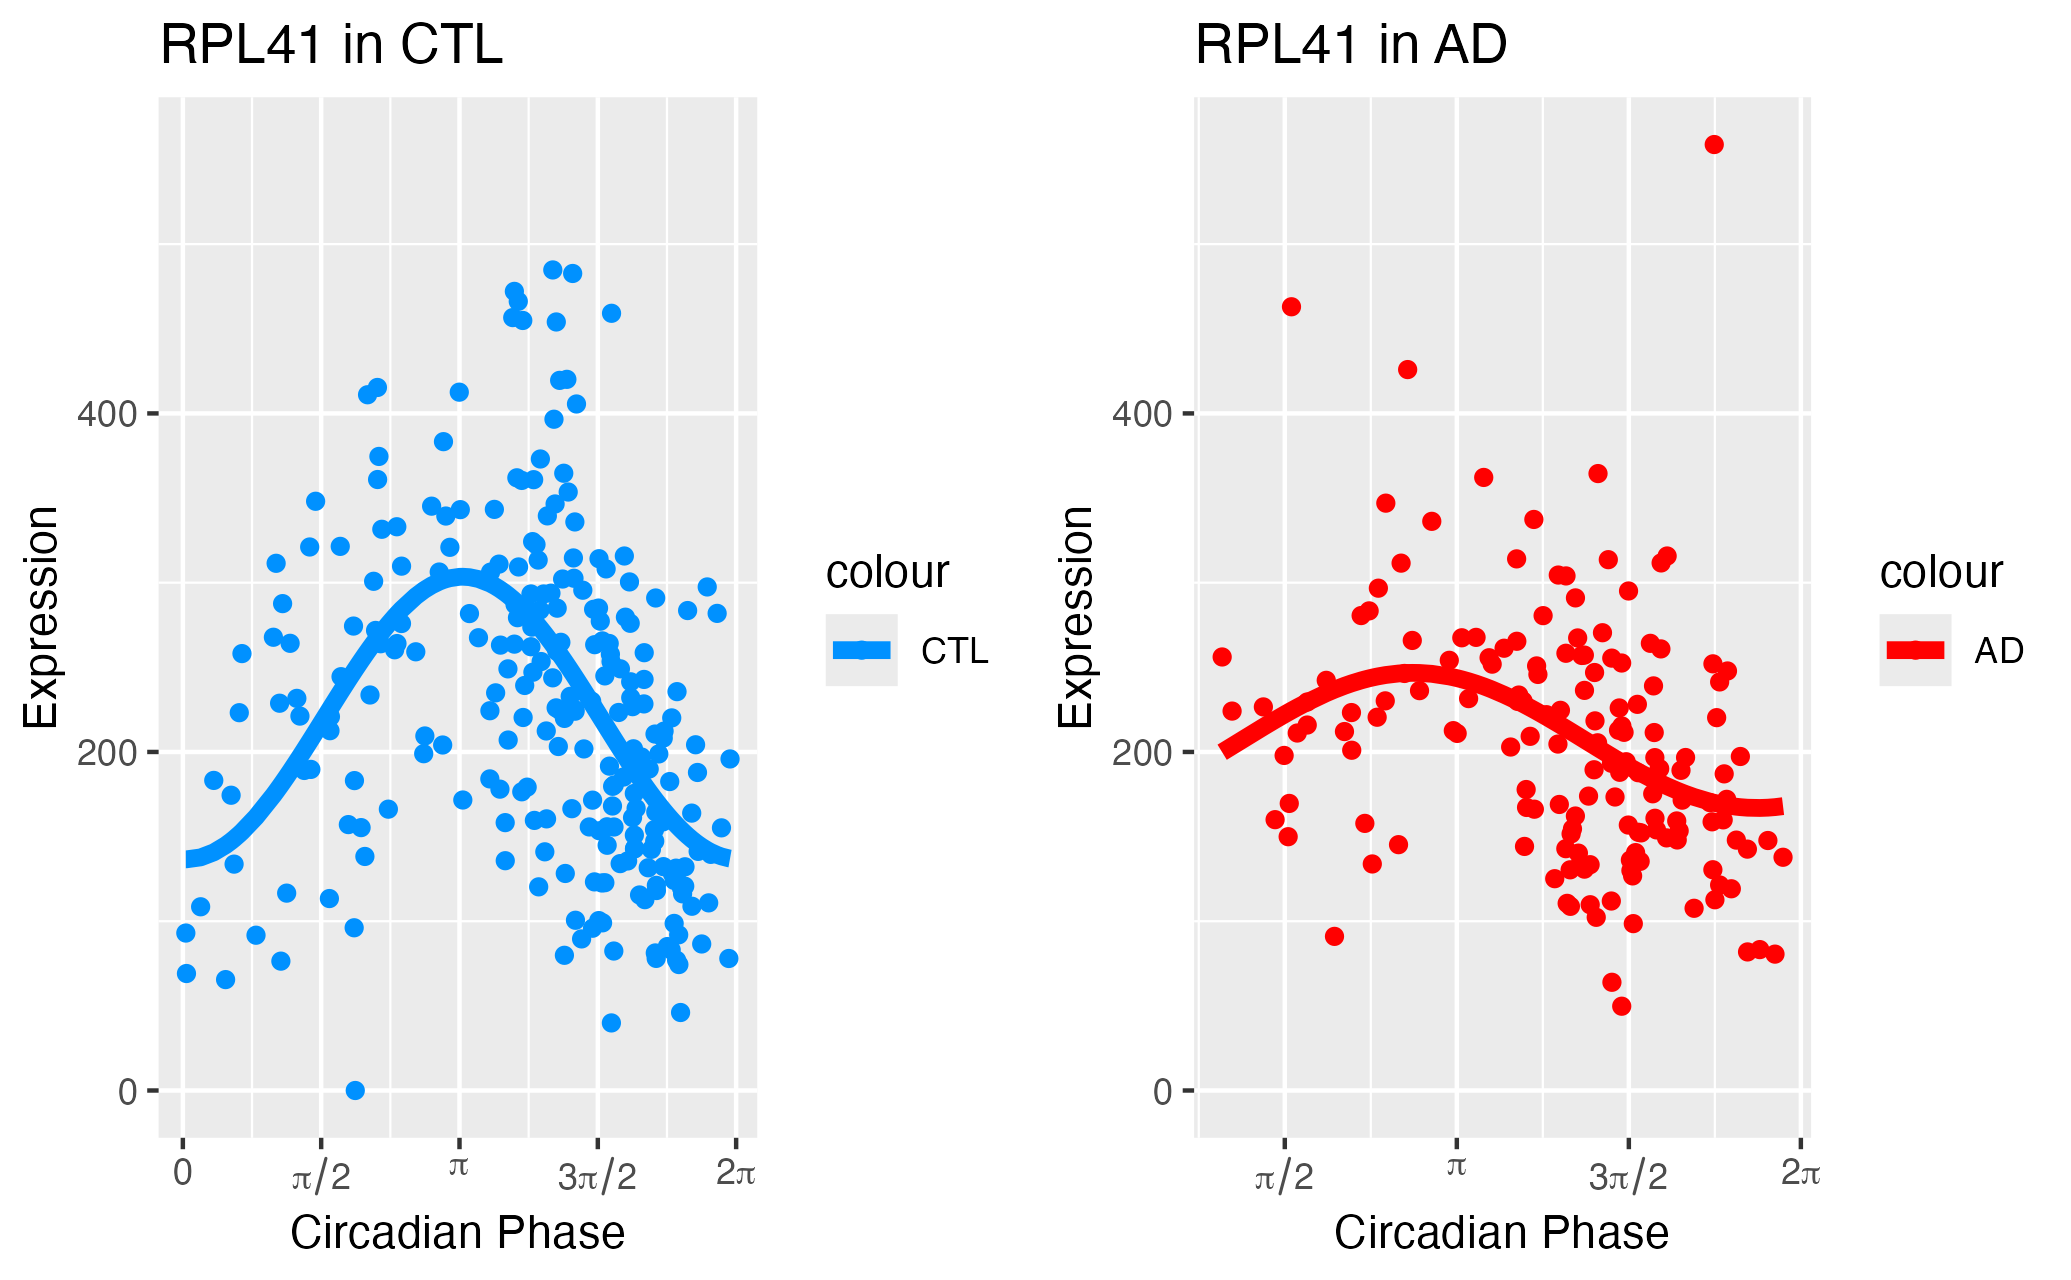 RPL41 in CTL
Expression
400
200
0
0 π/2 π 3π/2 2π
Circadian Phase
colour
CTL
RPL41 in AD
Expression
400
200
0
π/2 π 3π/2 2π
Circadian Phase
colour
AD